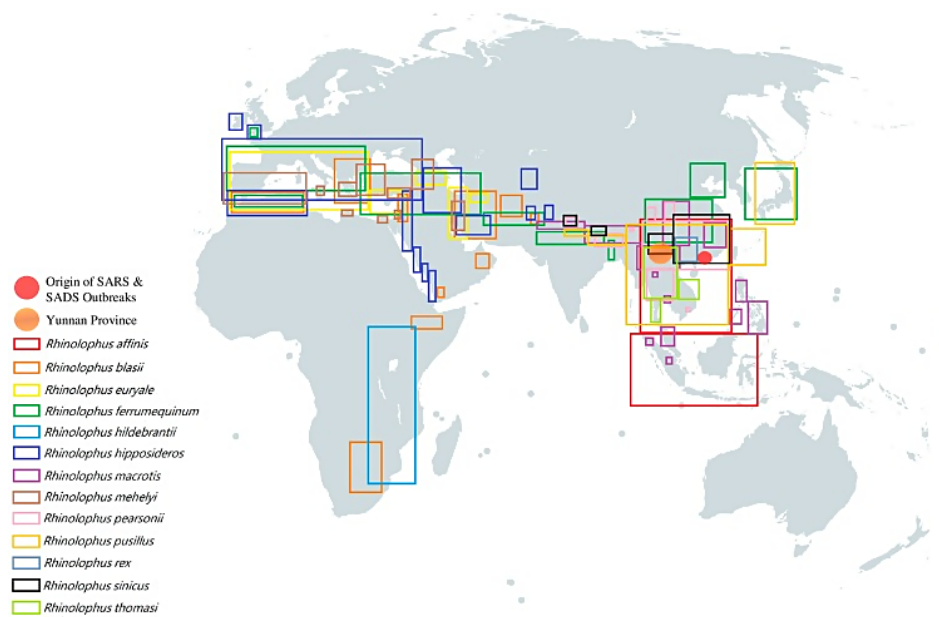 Origin of SARS &
SADS Outbreaks
Yunnan Province
Rhinolophus affinis
Rhinolophus blasii
Rhinolophus euryale
Rhinolophus ferrumequinum
Rhinolophus hildebrantii
Rhinolophus hipposideros
Rhinolophus macrotis
Rhinolophus mehelyi
Rhinolophus pearsonii
Rhinolophus pusillus
Rhinolophus rex
Rhinolophus sinicus
Rhinolophus thomasi